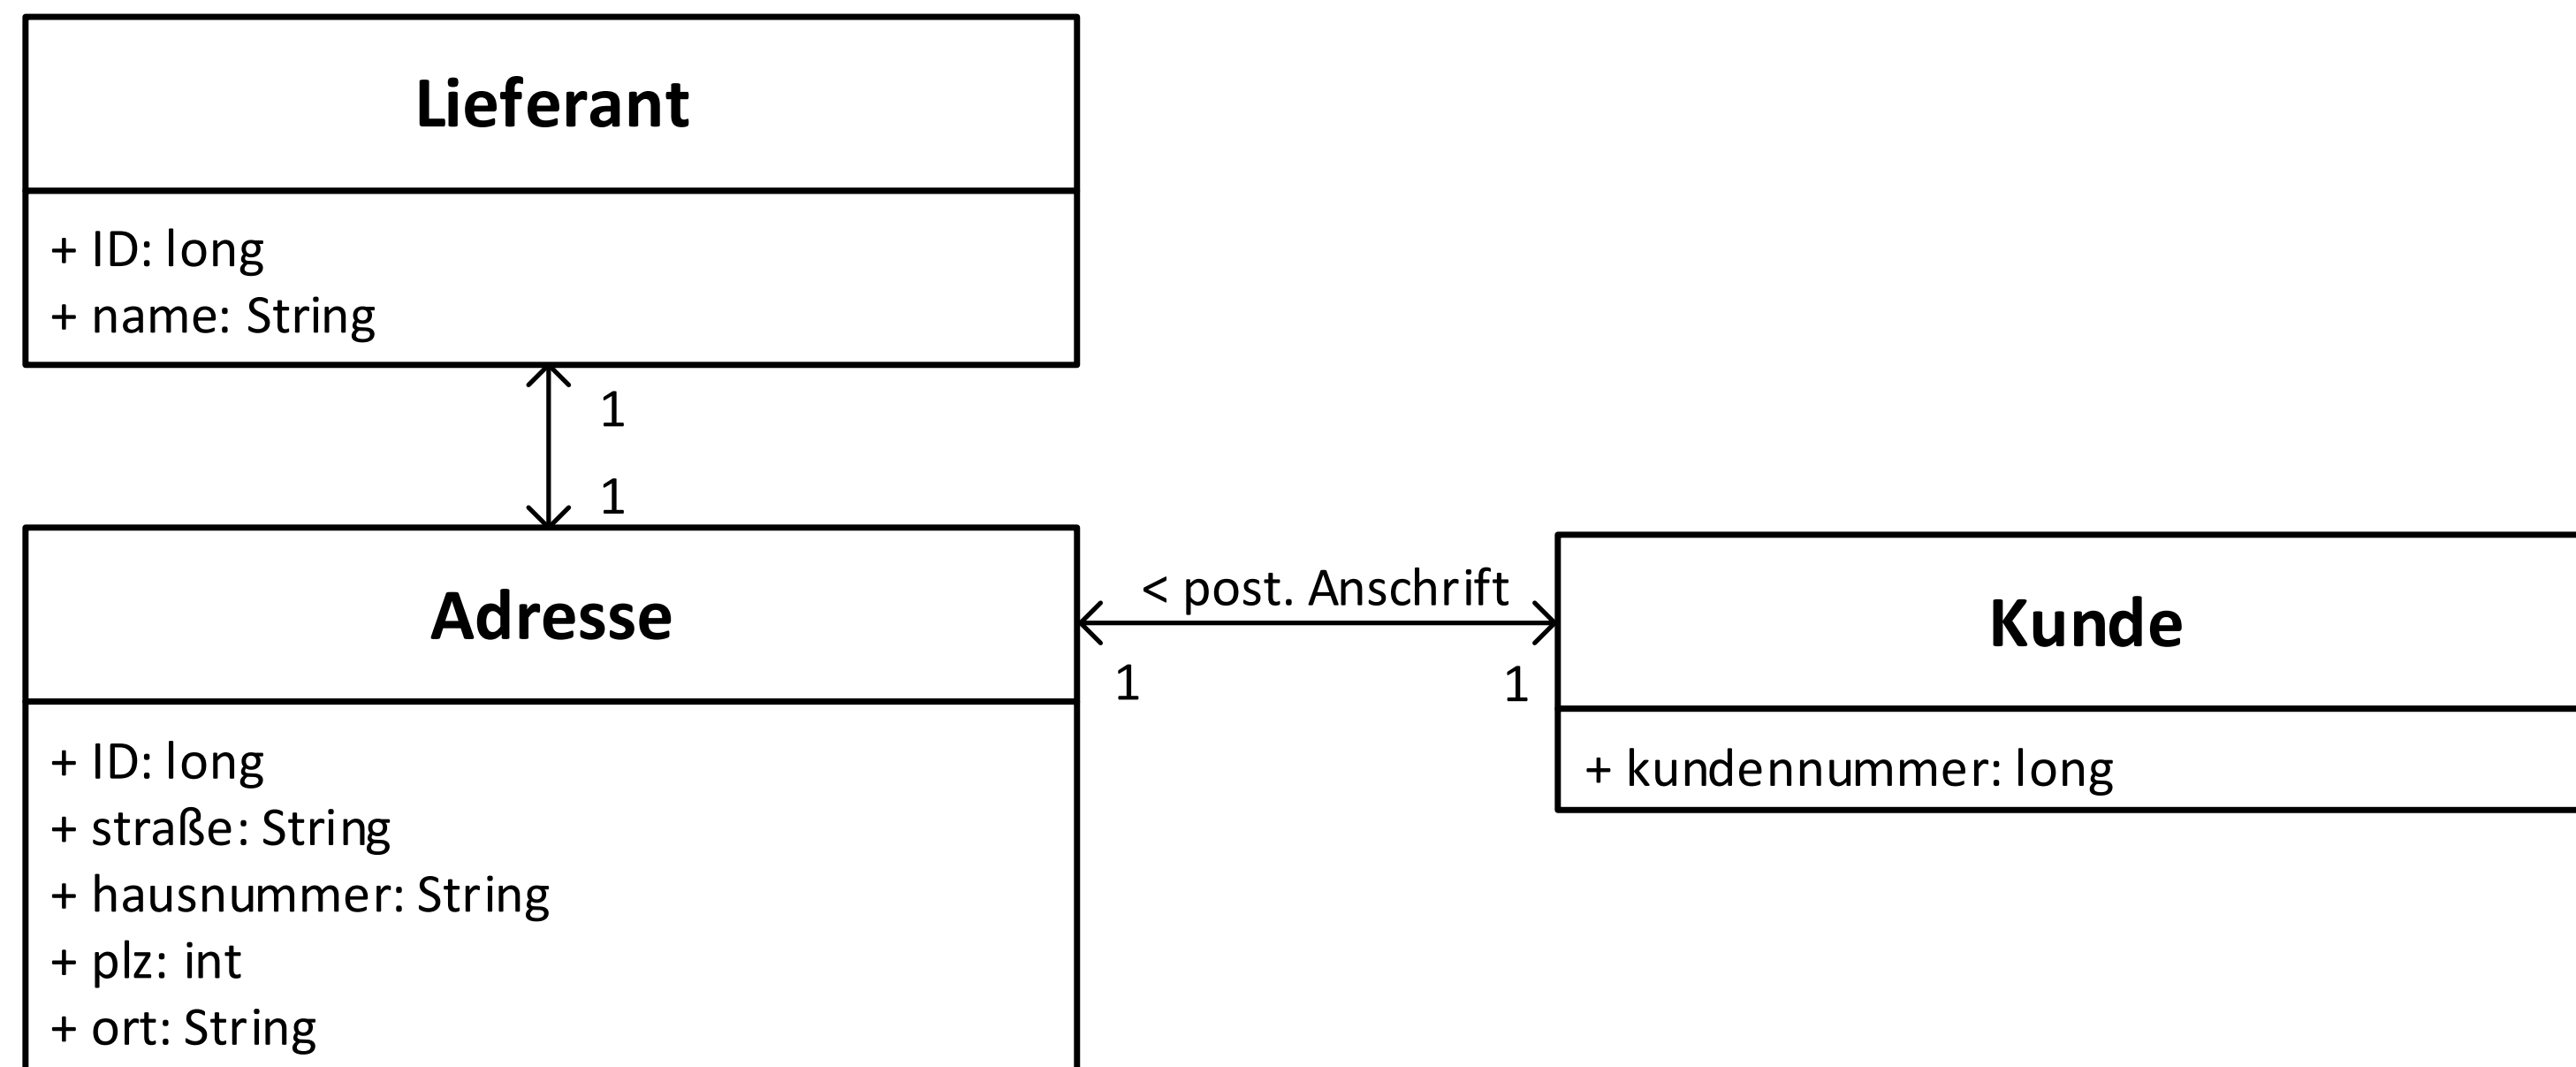 Lieferant
+ ID: long
+ name: String
1
1
Adresse
+ ID: long
+ straße: String
+ hausnummer: String
+ plz: int
+ ort: String
< post. Anschrift
1
1
Kunde
+ kundennummer: long